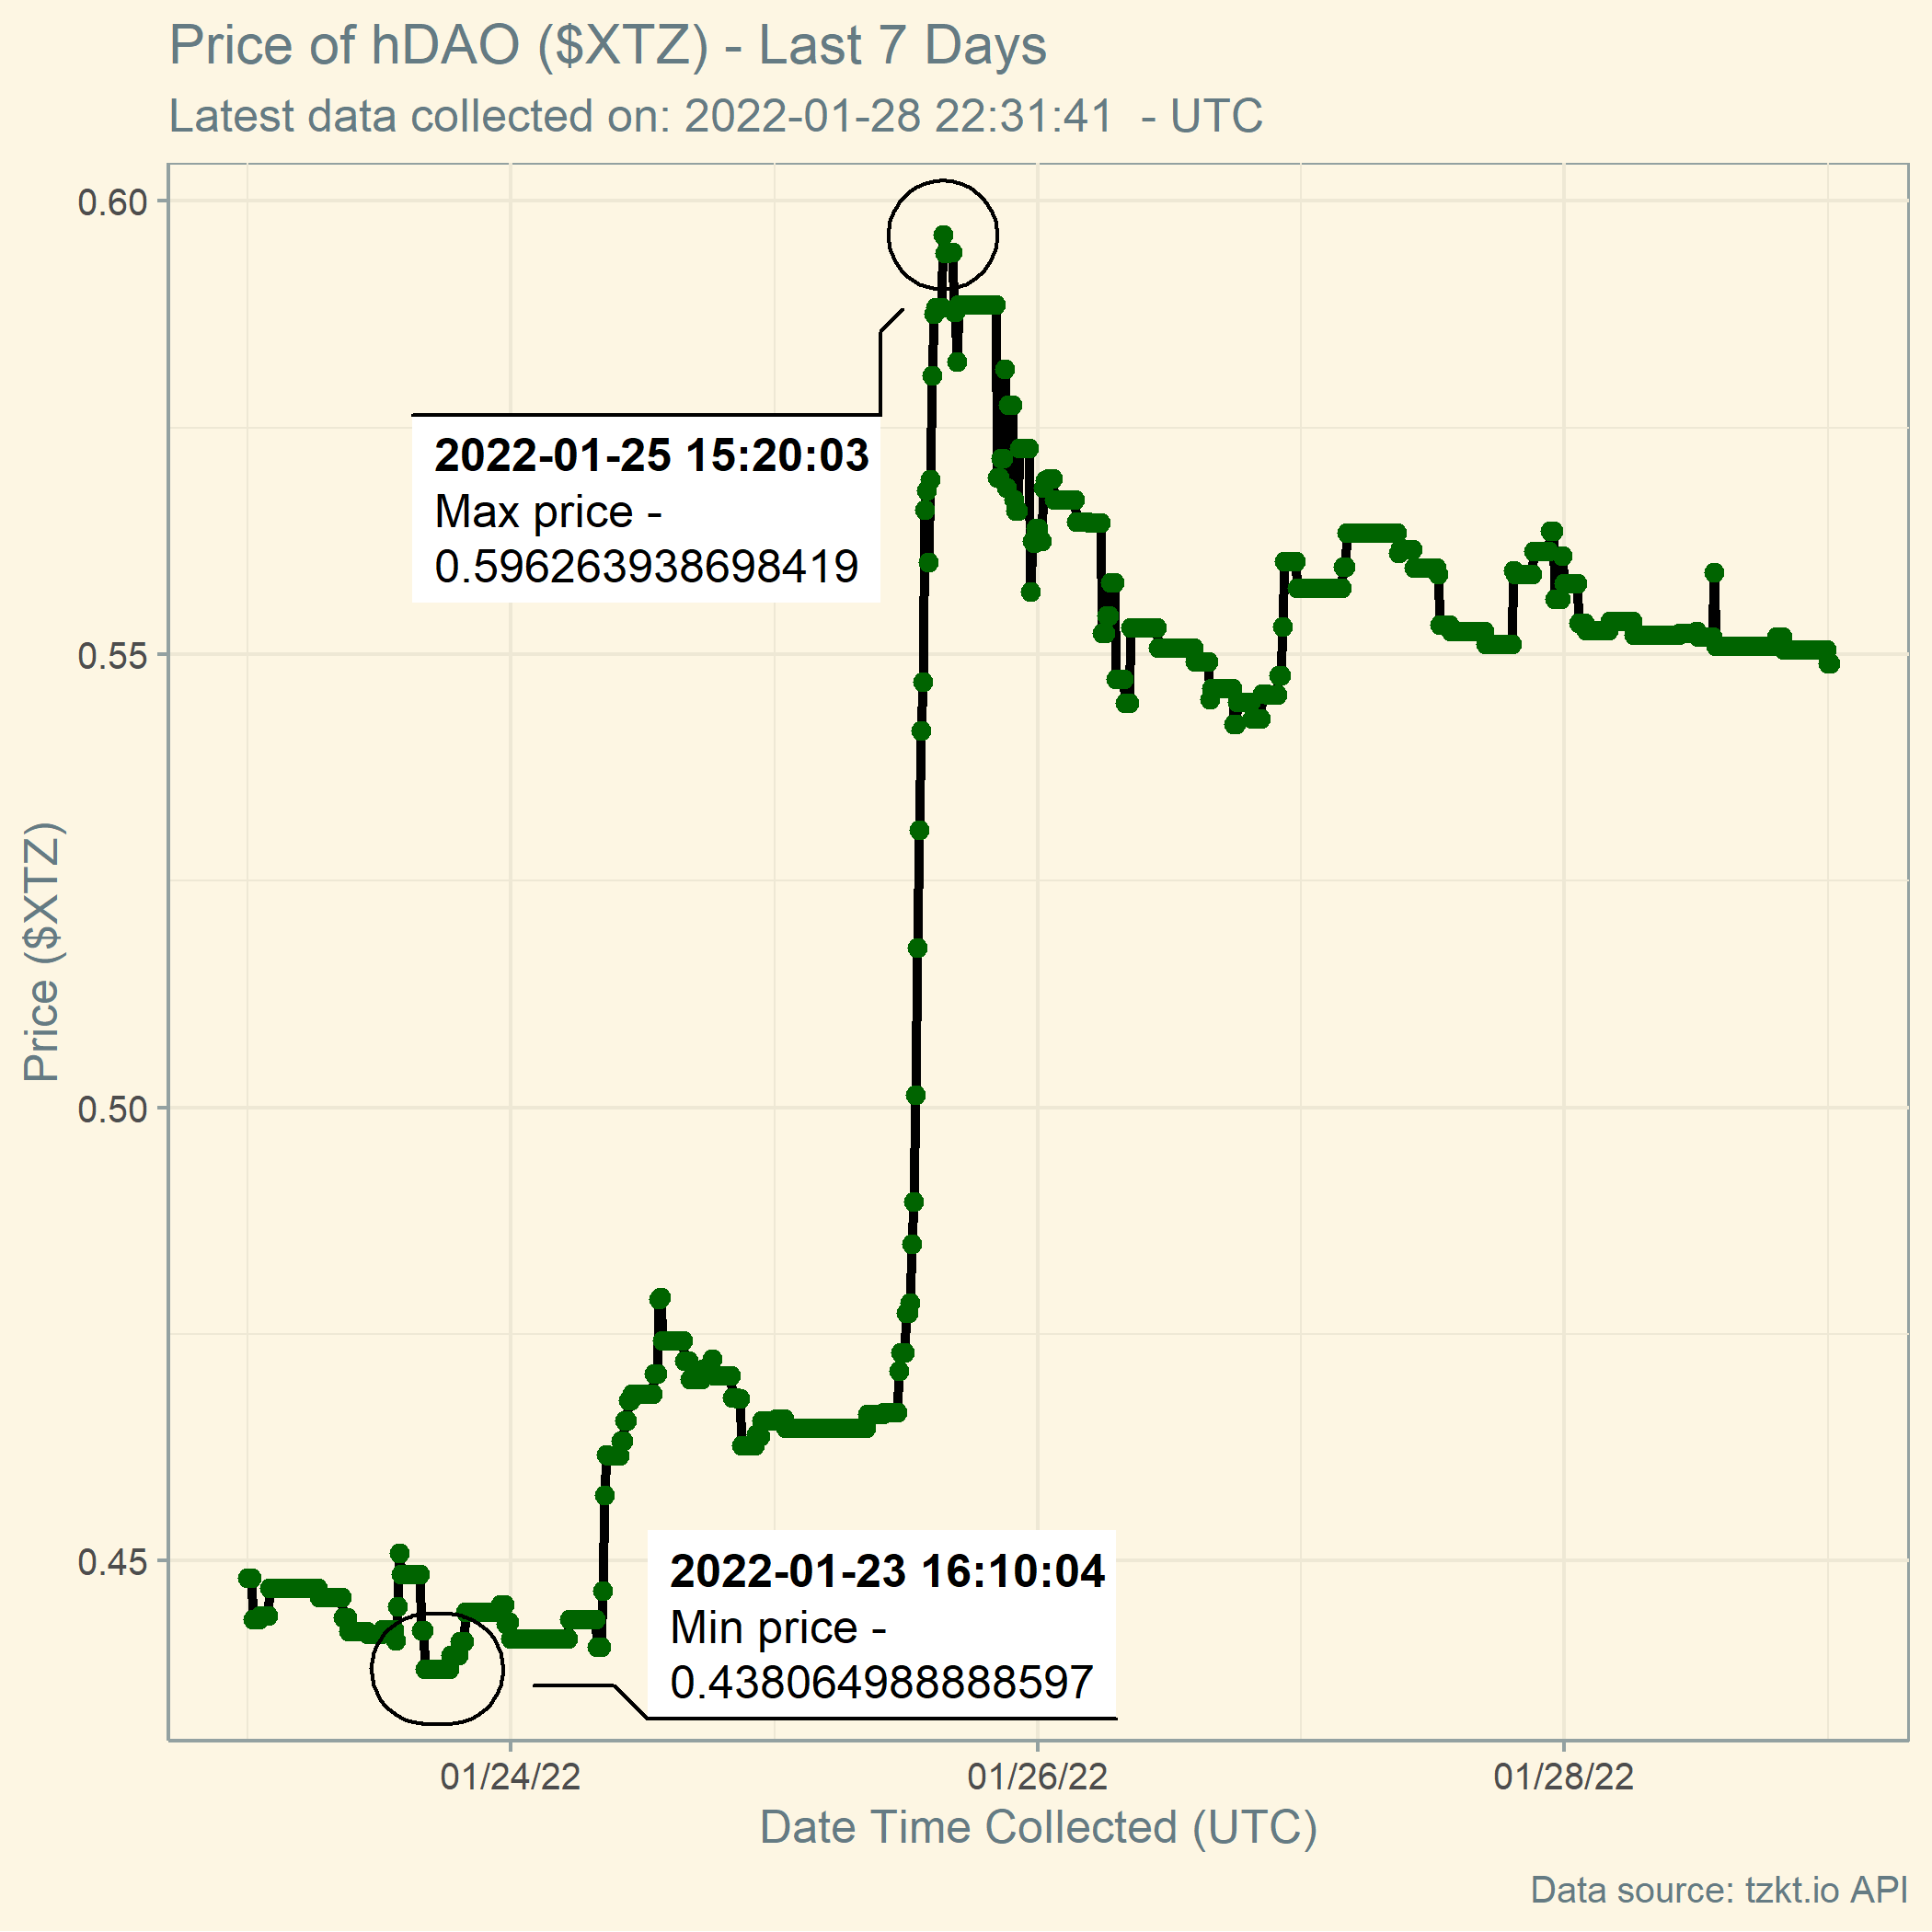 Price of hDAO ($XTZ) - Last 7 Days
Latest data collected on: 2022-01-28 22:31:41  - UTC
0.60
0.55
0.50
0.45
Price ($XTZ)
2022-01-25 15:20:03
Max price -
0.596263938698419
2022-01-23 16:10:04
Min price -
0.438064988888597
01/24/22
01/26/22
01/28/22
Date Time Collected (UTC)
Data source: tzkt.io API